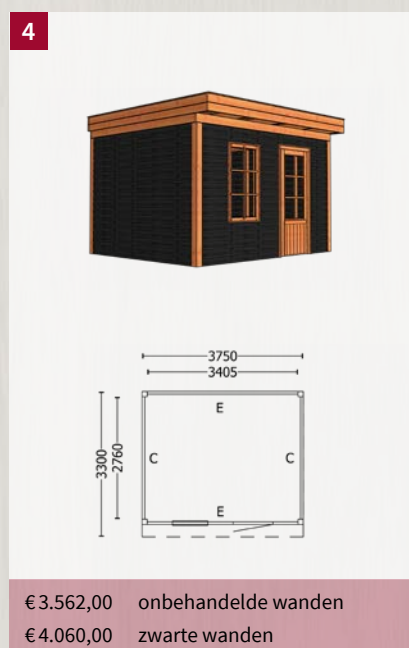 4
3750
3405
E
3300
2760
C
C
E
€ 3.562,00 onbehandelde wanden
€ 4.060,00 zwarte wanden